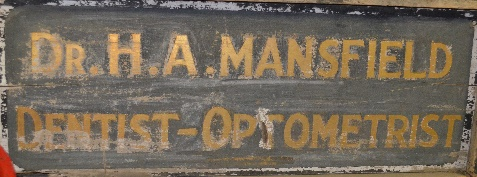 DR. H. A. MANSFIELD
DENTIST-OPTOMETRIST